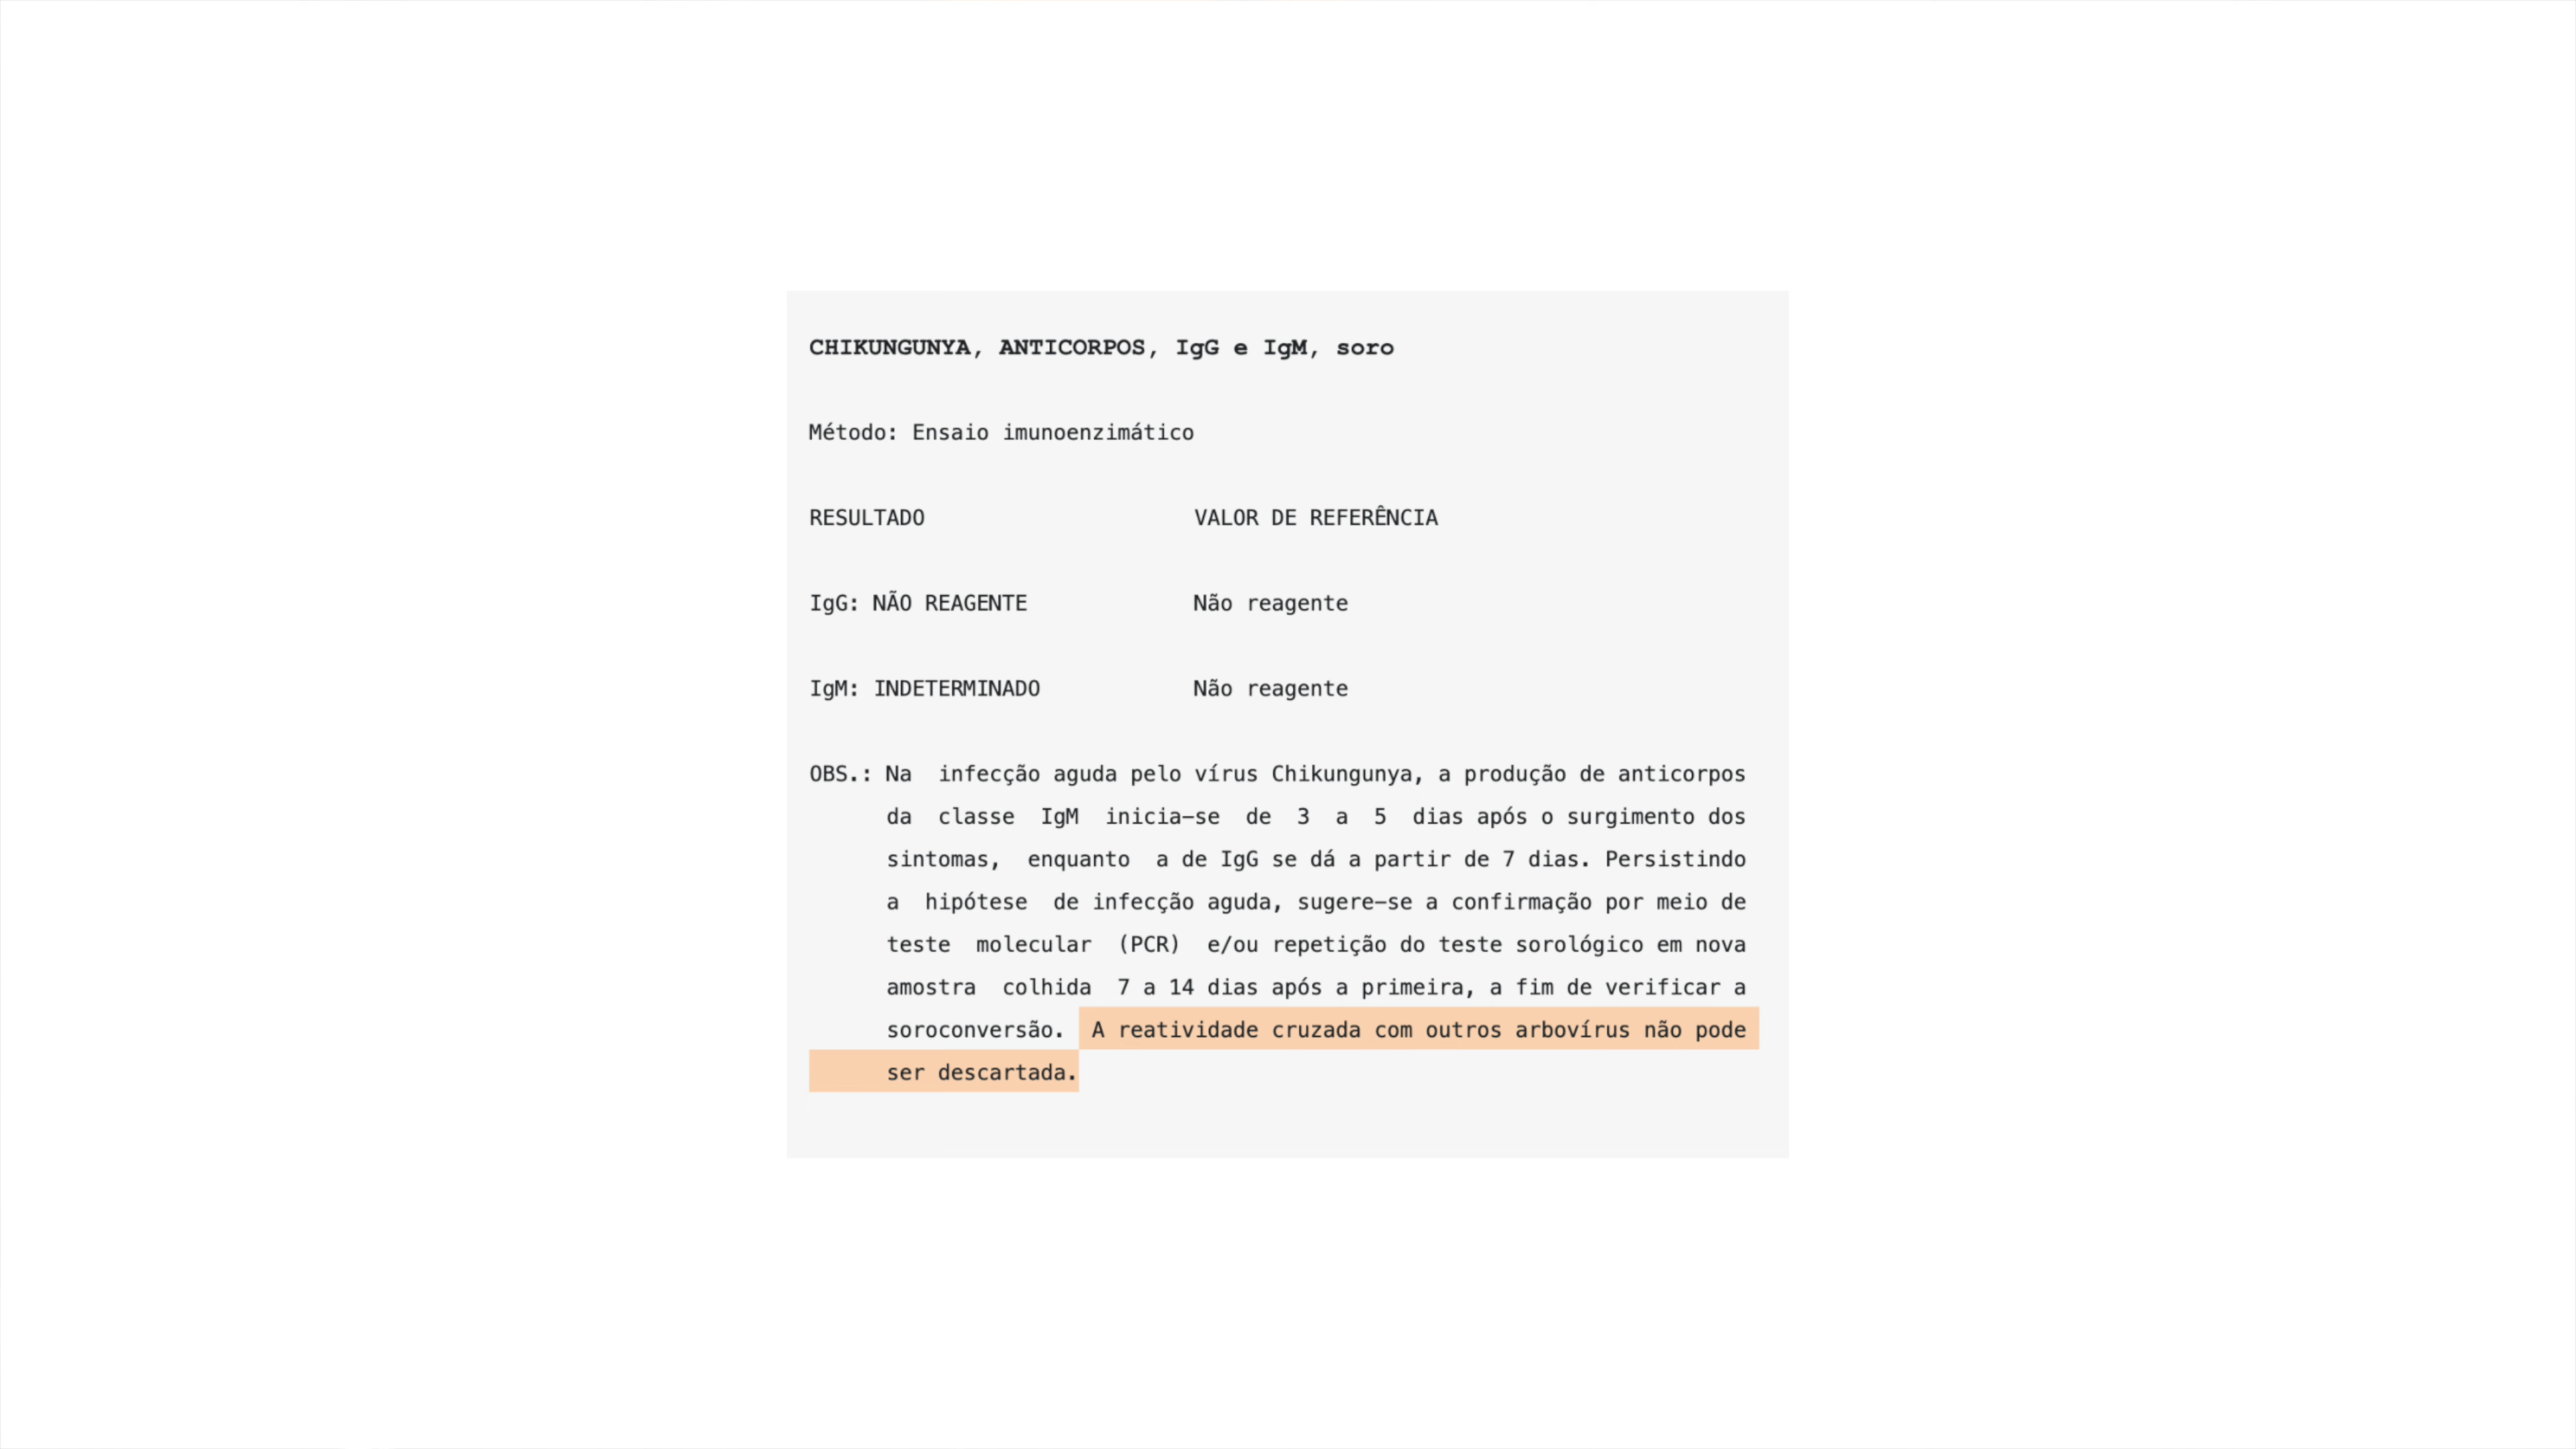 CHIKUNGUNYA, ANTICORPOS, IgG e IgM, soro
Método: Ensaio imunoenzimático
RESULTADO VALOR DE REFERÊNCIA
IgG: NÃO REAGENTE Não reagente
IgM: INDETERMINADO Não reagente
OBS.: Na infecção aguda pelo vírus Chikungunya, a produção de anticorpos
da classe IgM inicia-se de 3 a 5 dias após o surgimento dos
sintomas, enquanto a de IgG se dá a partir de 7 dias. Persistindo
a hipótese de infecção aguda, sugere-se a confirmação por meio de
teste molecular (PCR) e/ou repetição do teste sorológico em nova
amostra colhida 7 a 14 dias após a primeira, a fim de verificar a
soroconversão. A reatividade cruzada com outros arbovírus não pode
ser descartada.